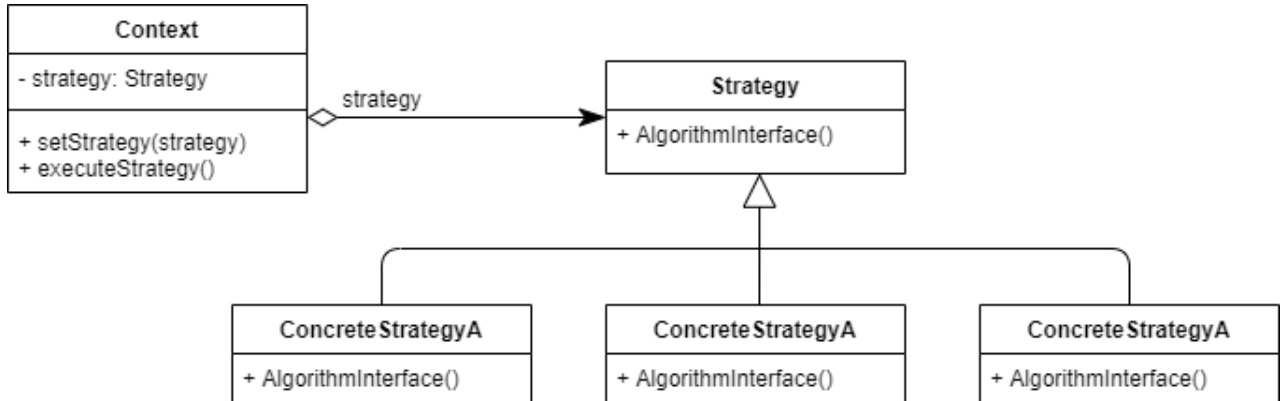 Context
- strategy: Strategy
+ setStrategy(strategy)
+ executeStrategy()
strategy
Strategy
+ AlgorithmInterface()
ConcreteStrategyA
+ AlgorithmInterface()
ConcreteStrategyA
+ AlgorithmInterface()
ConcreteStrategyA
+ AlgorithmInterface()